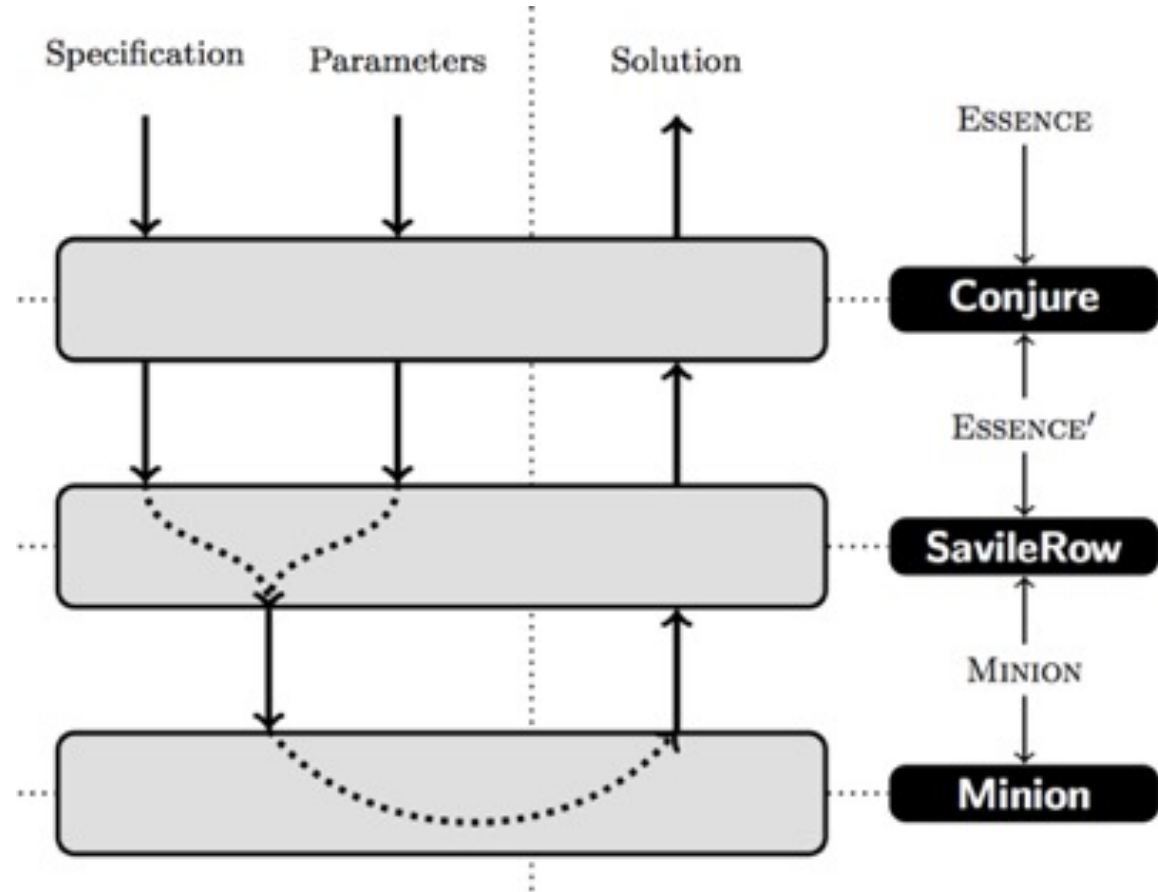 Specification
Parameters
Solution
ESSENCE
Conjure
ESSENCE′
SavileRow
MINION
Minion